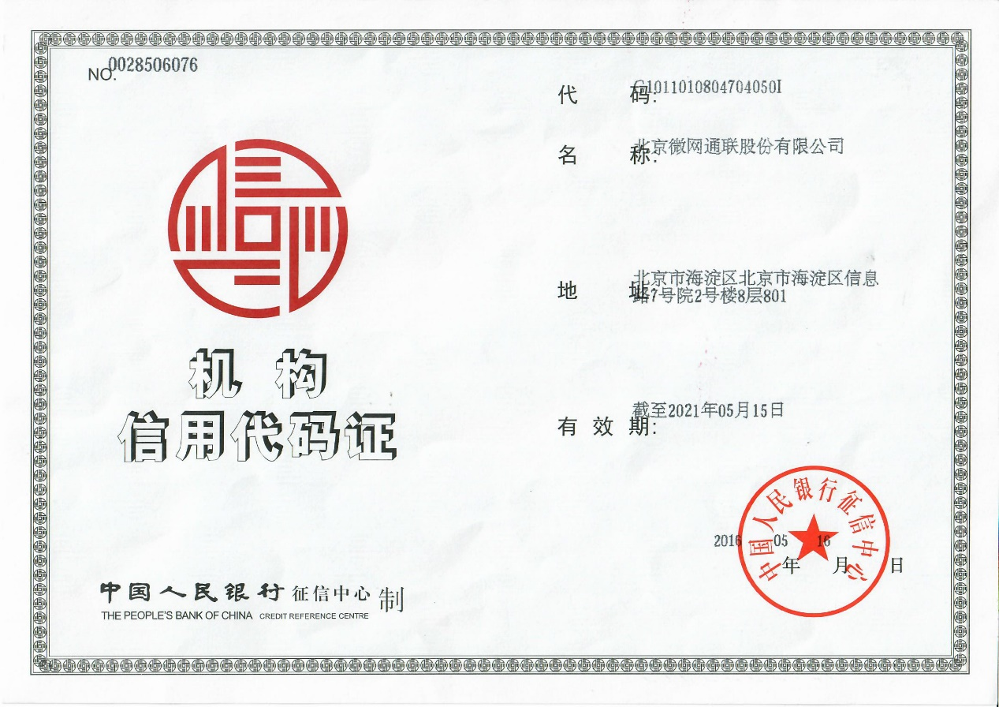 NO.0028506076
机构
信用代码证
中国人民银行征信中心 制
THE PEOPLE'S BANK OF CHINA CREDIT REFERENCE CENTRE
代 码: G1011010804704050I
名 称: 北京微网通联股份有限公司
地 址: 北京市海淀区北京市海淀区信息
路7号院2号楼8层801
有效期: 截至2021年05月15日
中国人民银行征信中心
2016年05月16日